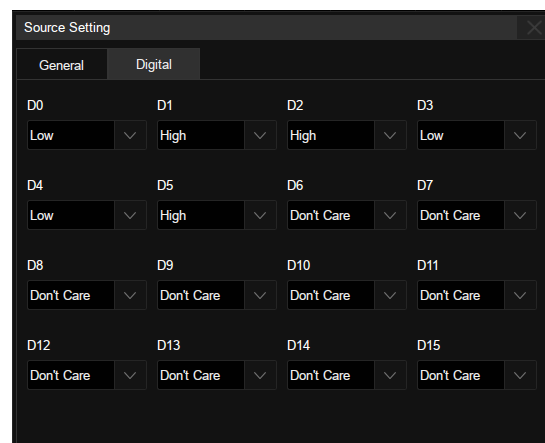 Source Setting
General Digital
D0 D1 D2 D3
Low High High Low
D4 D5 D6 D7
Low High Don't Care Don't Care
D8 D9 D10 D11
Don't Care Don't Care Don't Care Don't Care
D12 D13 D14 D15
Don't Care Don't Care Don't Care Don't Care